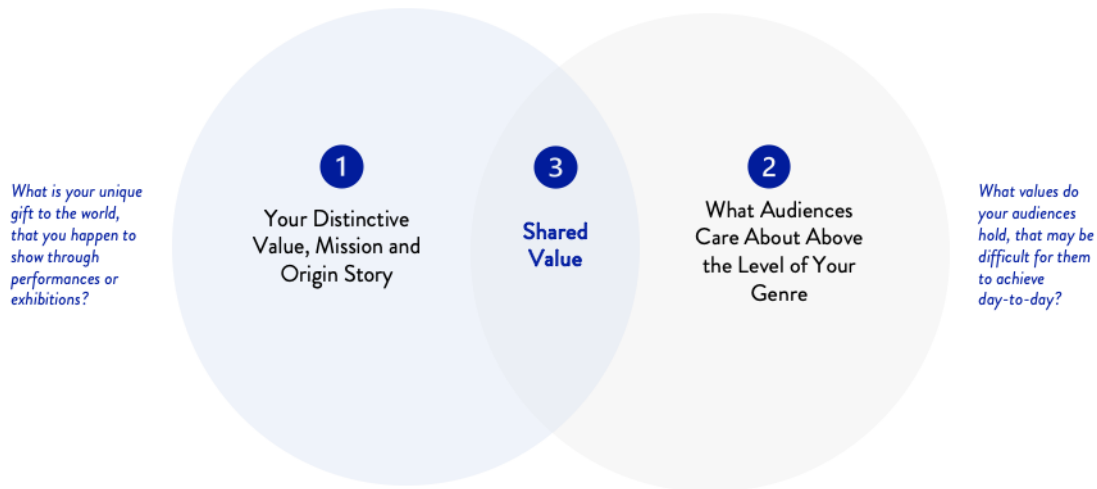 What is your unique
gift to the world,
that you happen to
show through
performances or
exhibitions?
1
Your Distinctive
Value, Mission and
Origin Story
3
Shared
Value
2
What Audiences
Care About Above
the Level of Your
Genre
What values do
your audiences
hold, that may be
difficult for them
to achieve
day-to-day?